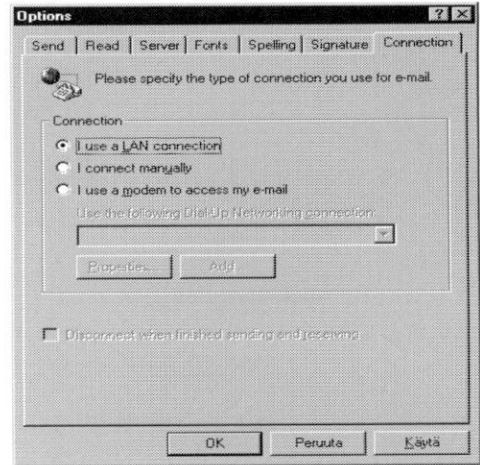 Options
Send Read Server Fonts Spelling Signature Connection
Please specify the type of connection you use for e-mail.
Connection
I use a LAN connection
I connect manually
I use a modem to access my e-mail
Use the following Dial-Up Networking connection:
Properties... Add...
Disconnect when finished sending and receiving
OK Peruuta Käytä